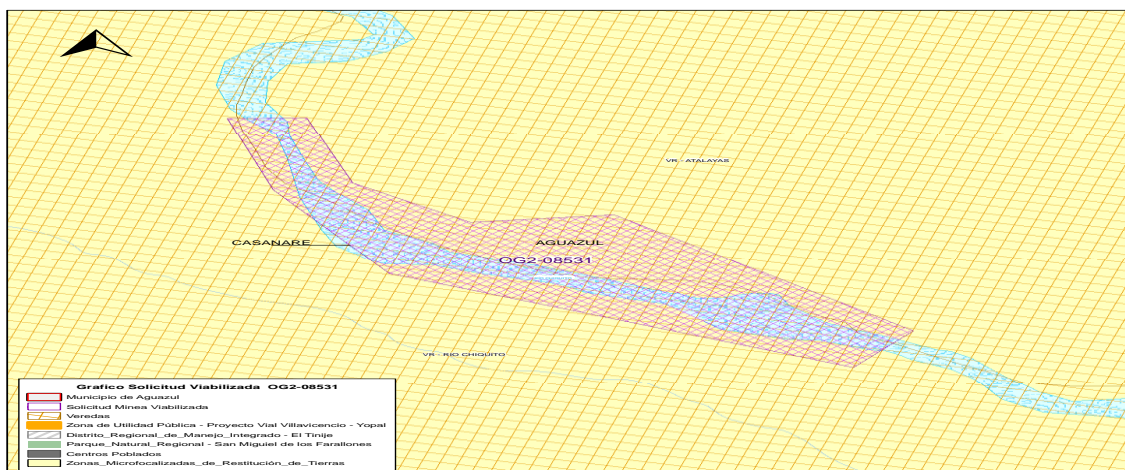 VR - ATALAYAS
CASANARE
AGUAZUL
OG2-08531
VR - RIO CHIQUITO
Grafico Solicitud Viabilizada OG2-08531
Municipio de Aguazul
Solicitud Minea Viabilizada
Veredas
Zona de Utilidad Pública - Proyecto Vial Villavicencio - Yopal
Distrito_Regional_de_Manejo_Integrado - El Tinije
Parque_Natural_Regional - San Miguiel de los Farallones
Centros Poblados
Zonas_Microfocalizadas_de_Restitución_de_Tierras